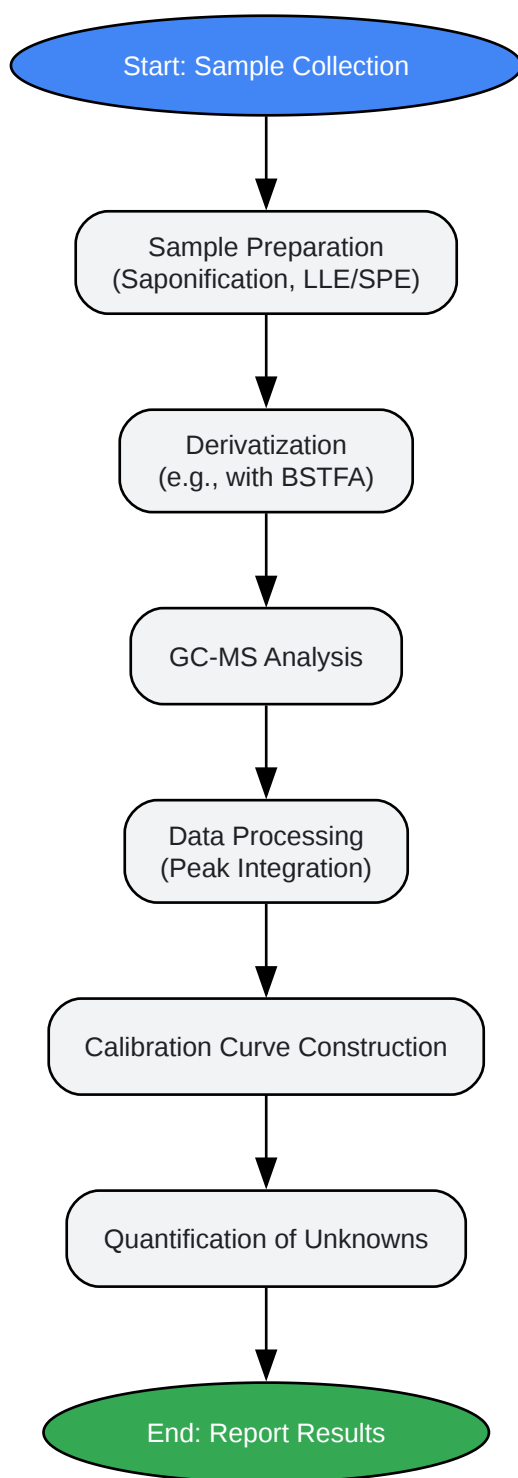 Start: Sample Collection
Sample Preparation
(Saponification, LLE/SPE)
Derivatization
(e.g., with BSTFA)
GC-MS Analysis
Data Processing
(Peak Integration)
Calibration Curve Construction
Quantification of Unknowns
End: Report Results